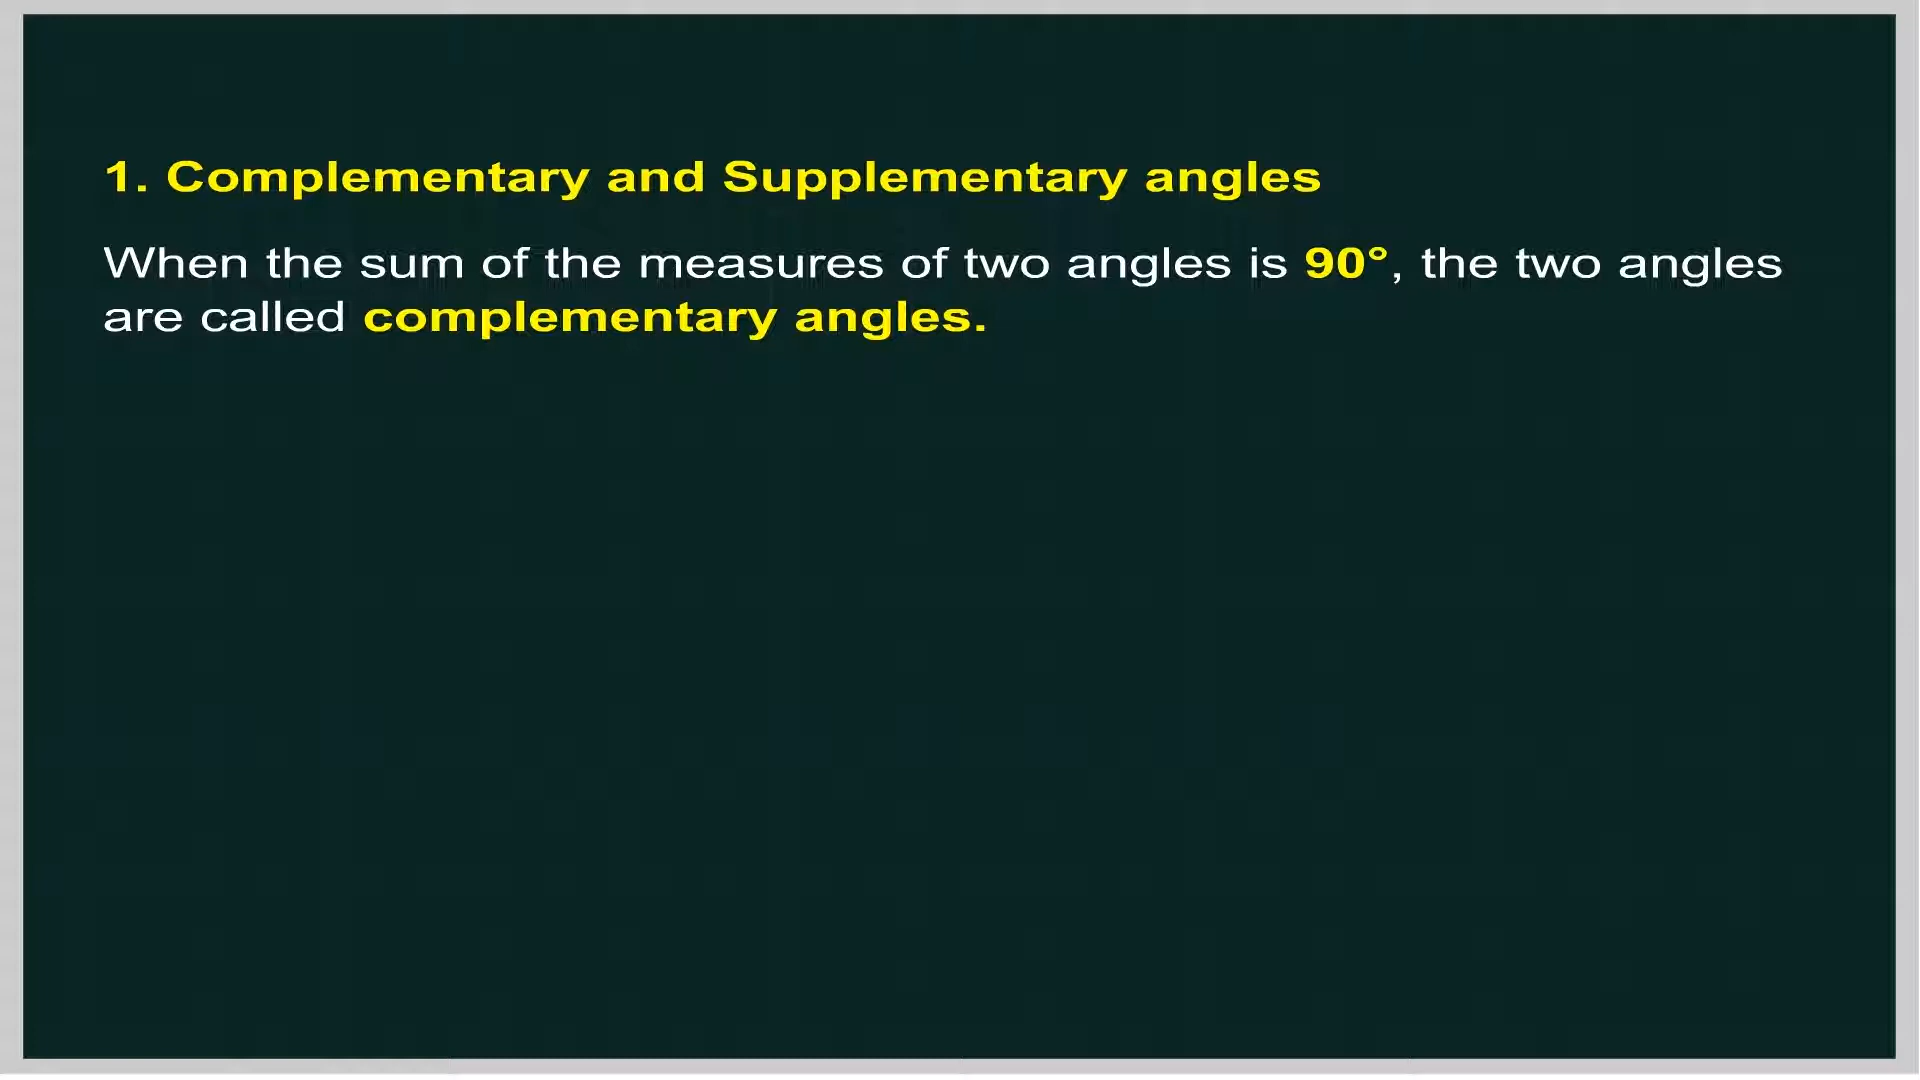 1. Complementary and Supplementary angles
When the sum of the measures of two angles is 90°, the two angles
are called complementary angles.